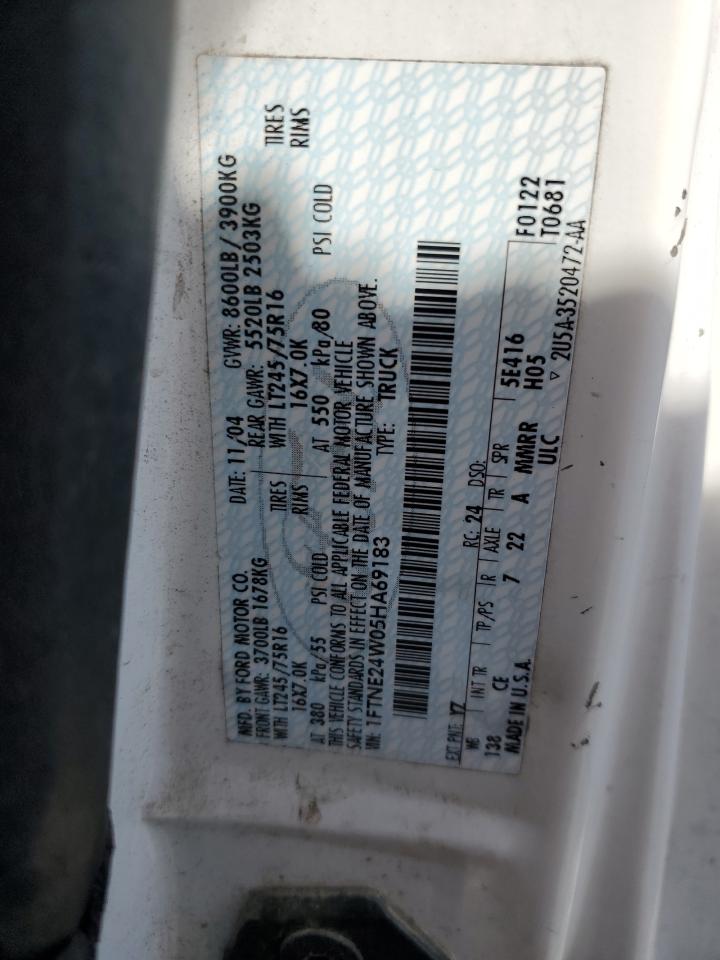 MFD. BY FORD MOTOR CO.
DATE: 11/04 GVWR: 8600LB / 3900KG
FRONT GAWR: 3700LB 1678KG REAR GAWR: 5520LB 2503KG
WITH LT245/75R16 TIRES WITH LT245/75R16 TIRES
16X7.0K RIMS 16X7.0K RIMS
AT 380 kPa/55 PSI COLD AT 550 kPa/80 PSI COLD
THIS VEHICLE CONFORMS TO ALL APPLICABLE FEDERAL MOTOR VEHICLE
SAFETY STANDARDS IN EFFECT ON THE DATE OF MANUFACTURE SHOWN ABOVE.
VIN: 1FTNE24W05HA69183 TYPE: TRUCK
EXT PNT: YZ RC: 24 DSO:
WB INT TR TP/PS R AXLE TR SPR 5E416 F0122
138 CE 7 22 A MMRR H05 T0681
MADE IN U.S.A. ULC
▽ 2U5A-3520472-AA